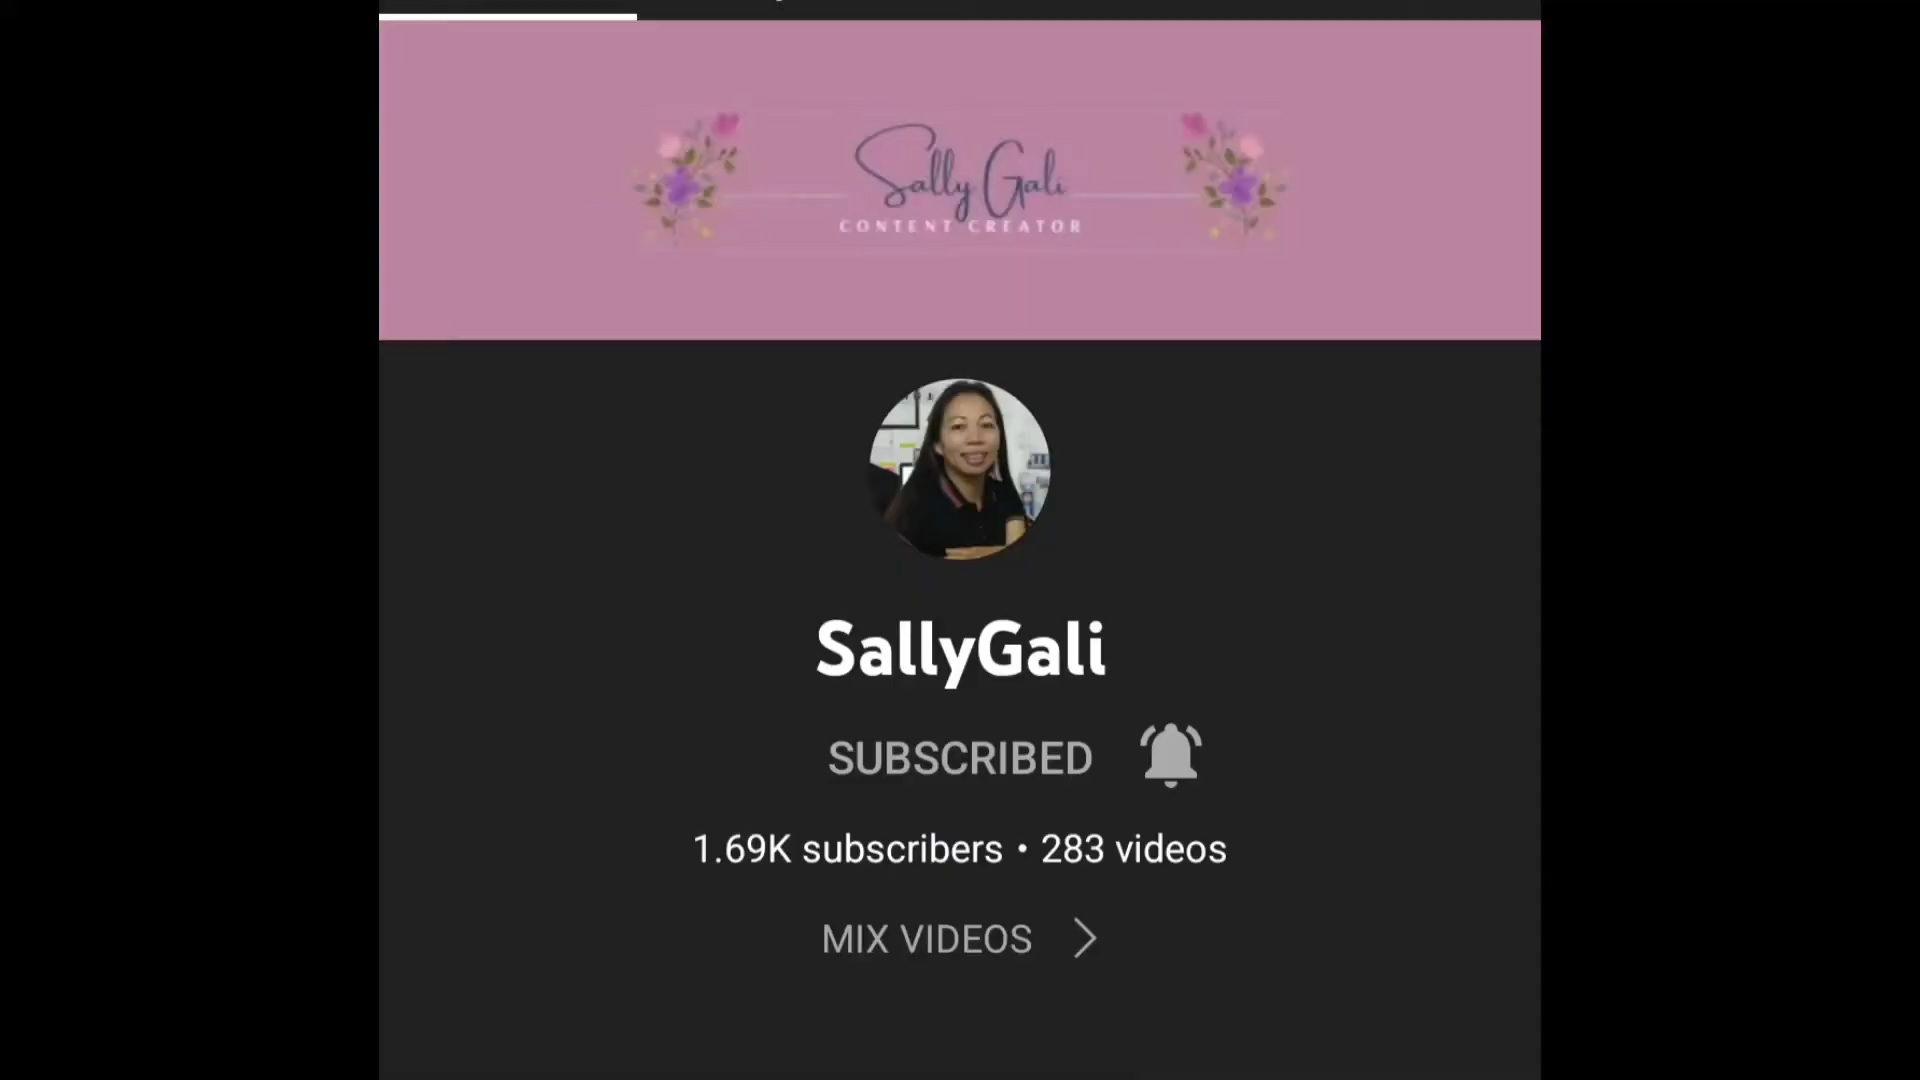 Sally Gali
CONTENT CREATOR
SallyGali
SUBSCRIBED
1.69K subscribers • 283 videos
MIX VIDEOS